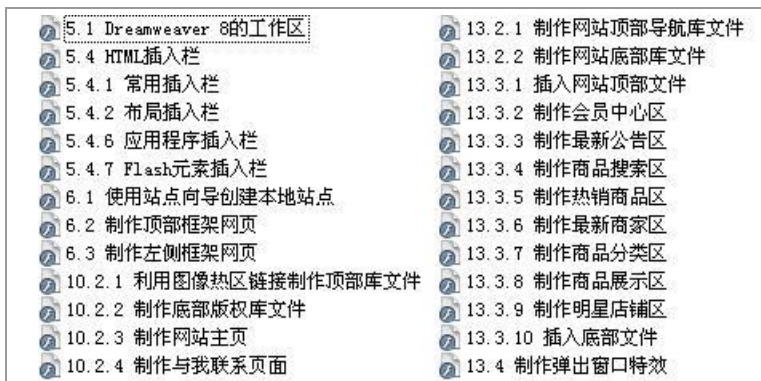 5.1 Dreamweaver 8的工作区
5.4 HTML插入栏
5.4.1 常用插入栏
5.4.2 布局插入栏
5.4.6 应用程序插入栏
5.4.7 Flash元素插入栏
6.1 使用站点向导创建本地站点
6.2 制作顶部框架网页
6.3 制作左侧框架网页
10.2.1 利用图像热区链接制作顶部库文件
10.2.2 制作底部版权库文件
10.2.3 制作网站主页
10.2.4 制作与我联系页面
13.2.1 制作网站顶部导航库文件
13.2.2 制作网站底部库文件
13.3.1 插入网站顶部文件
13.3.2 制作会员中心区
13.3.3 制作最新公告区
13.3.4 制作商品搜索区
13.3.5 制作热销商品区
13.3.6 制作最新商家区
13.3.7 制作商品分类区
13.3.8 制作商品展示区
13.3.9 制作明星店铺区
13.3.10 插入底部文件
13.4 制作弹出窗口特效